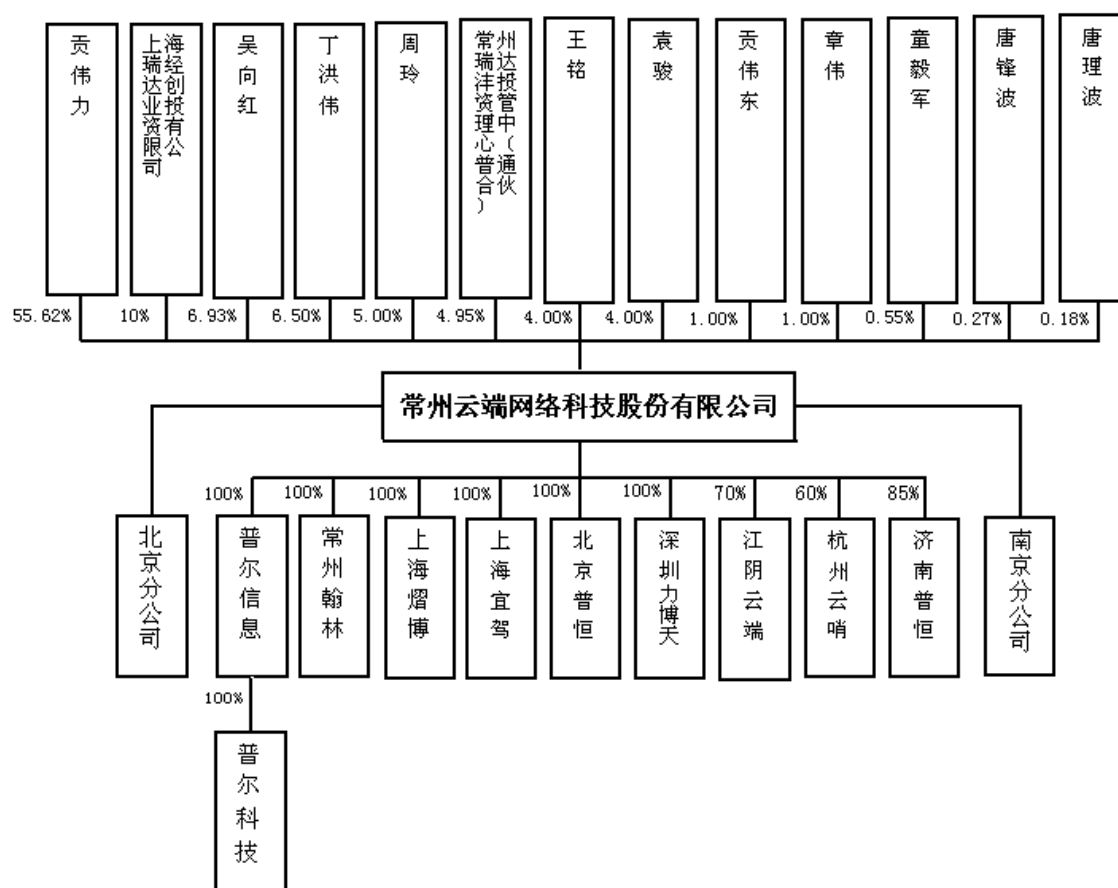 贡伟力
上海瑞经达创业投资有限公司
吴向红
丁洪伟
周玲
常州瑞达沣投资管理中心（普通合伙）
王铭
袁骏
贡伟东
章伟
童毅军
唐锋波
唐理波
55.62%
10%
6.93%
6.50%
5.00%
4.95%
4.00%
4.00%
1.00%
1.00%
0.55%
0.27%
0.18%
常州云端网络科技股份有限公司
100%
100%
100%
100%
100%
100%
70%
60%
85%
北京分公司
普尔信息
常州翰林
上海熠博
上海宜驾
北京普恒
深圳力博天
江阴云端
杭州云哨
济南普恒
南京分公司
100%
普尔科技